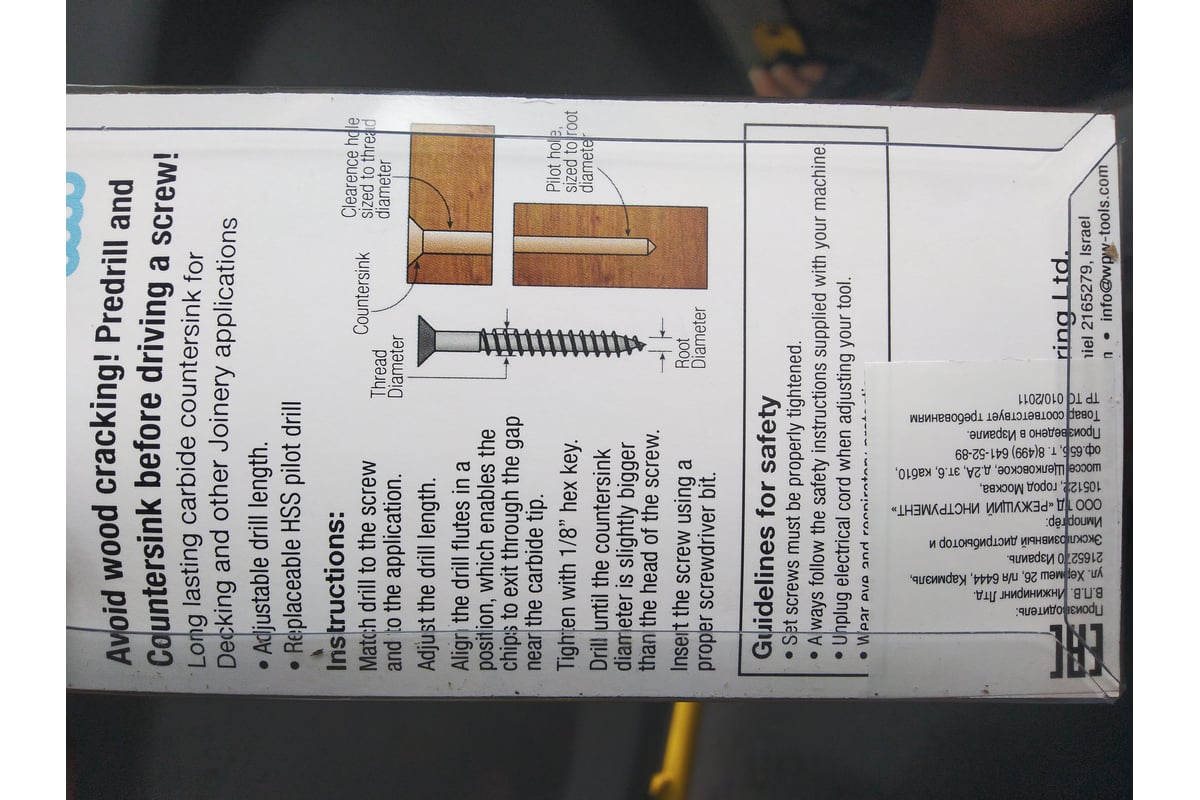 Avoid wood cracking! Predrill and
Countersink before driving a screw!
Long lasting carbide countersink for
Decking and other Joinery applications
• Adjustable drill length.
• Replaceable HSS pilot drill
Instructions:
Match drill to the screw
and to the application.
Adjust the drill length.
Align the drill flutes in a
position, which enables the
chips to exit through the gap
near the carbide tip.
Tighten with 1/8” hex key.
Drill until the countersink
diameter is slightly bigger
than the head of the screw.
Insert the screw using a
proper screwdriver bit.
Thread
Diameter
Countersink
Clearence hole
sized to thread
diameter
Root
Diameter
Pilot hole,
sized to root
diameter
Guidelines for safety
• Set screws must be properly tightened.
• Always follow the safety instructions supplied with your machine.
• Unplug electrical cord when adjusting your tool.
• Wear eye and respiratory
ring Ltd.
iel 2165279, Israel
• info@wpw-tools.com
EAC
Производитель:
В.П.В. Инжиниринг Лтд.
ул. Хермеш 26, п/я 6444, Кармиэль,
2165270 Израиль.
Эксклюзивный дистрибьютор и
Импортёр:
ООО ТД «РЕЖУЩИЙ ИНСТРУМЕНТ»
105122, город Москва,
шоссе Щелковское, д.2А, эт.6, каб10,
оф.656, т. 8(499) 641-52-89
Произведено в Израиле.
Товар соответствует требованиям
ТР ТС 010/2011